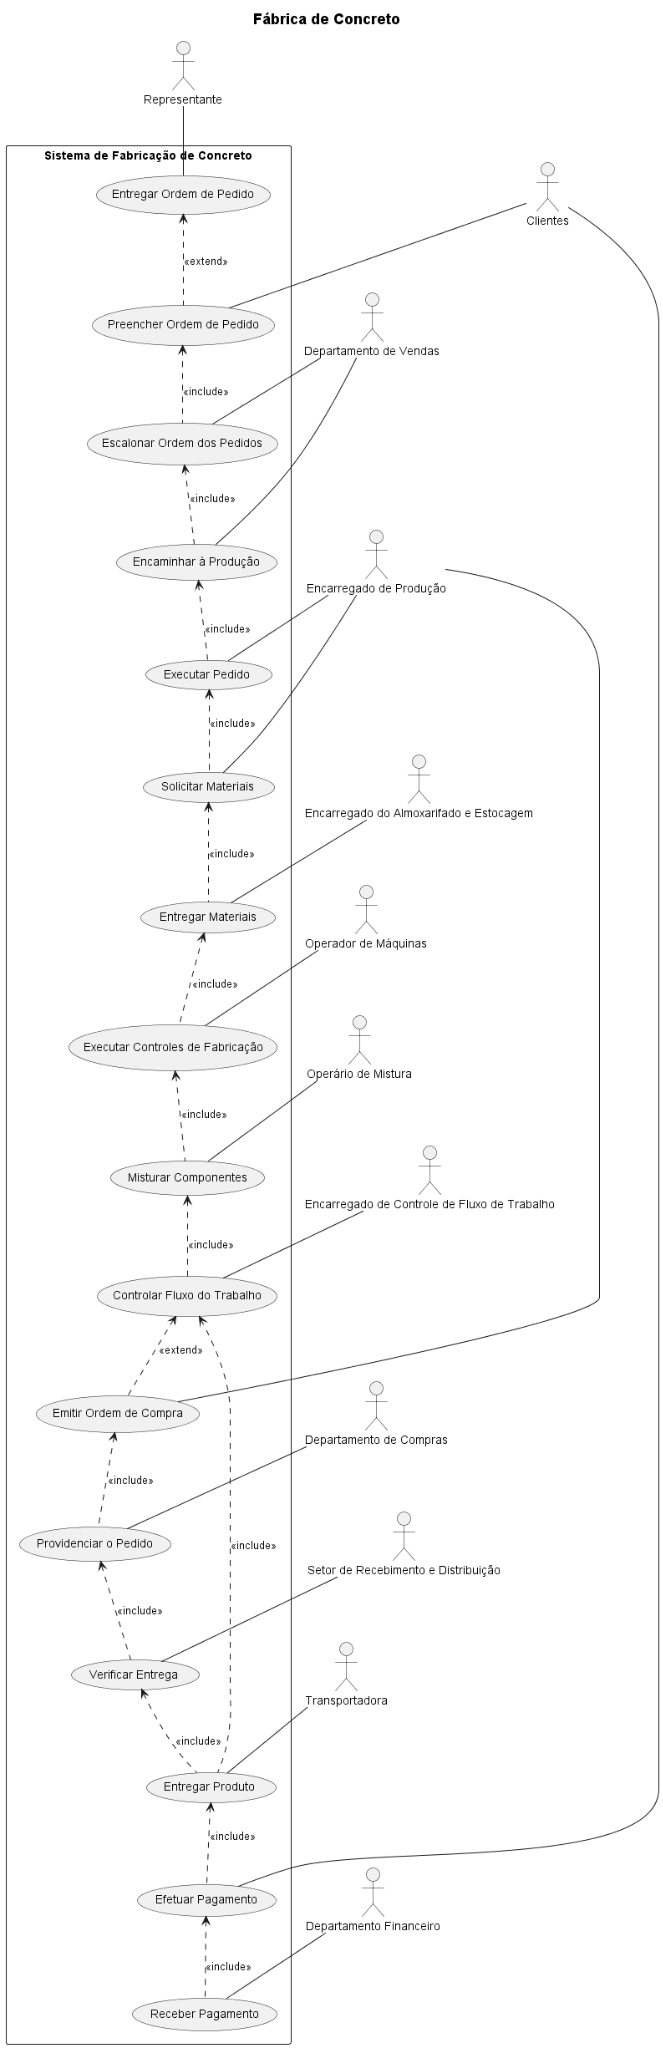 Fábrica de Concreto
Representante
Sistema de Fabricação de Concreto
Entregar Ordem de Pedido
Clientes
«extend»
Preencher Ordem de Pedido
Departamento de Vendas
«include»
Escalonar Ordem dos Pedidos
«include»
Encaminhar à Produção
Encarregado de Produção
«include»
Executar Pedido
«include»
Solicitar Materiais
Encarregado do Almoxarifado e Estocagem
«include»
Entregar Materiais
Operador de Máquinas
«include»
Executar Controles de Fabricação
Operário de Mistura
«include»
Misturar Componentes
Encarregado de Controle de Fluxo de Trabalho
«include»
Controlar Fluxo do Trabalho
«extend»
Emitir Ordem de Compra
Departamento de Compras
«include»
Providenciar o Pedido
«include»
Setor de Recebimento e Distribuição
«include»
Verificar Entrega
Transportadora
«include»
Entregar Produto
«include»
Efetuar Pagamento
Departamento Financeiro
«include»
Receber Pagamento